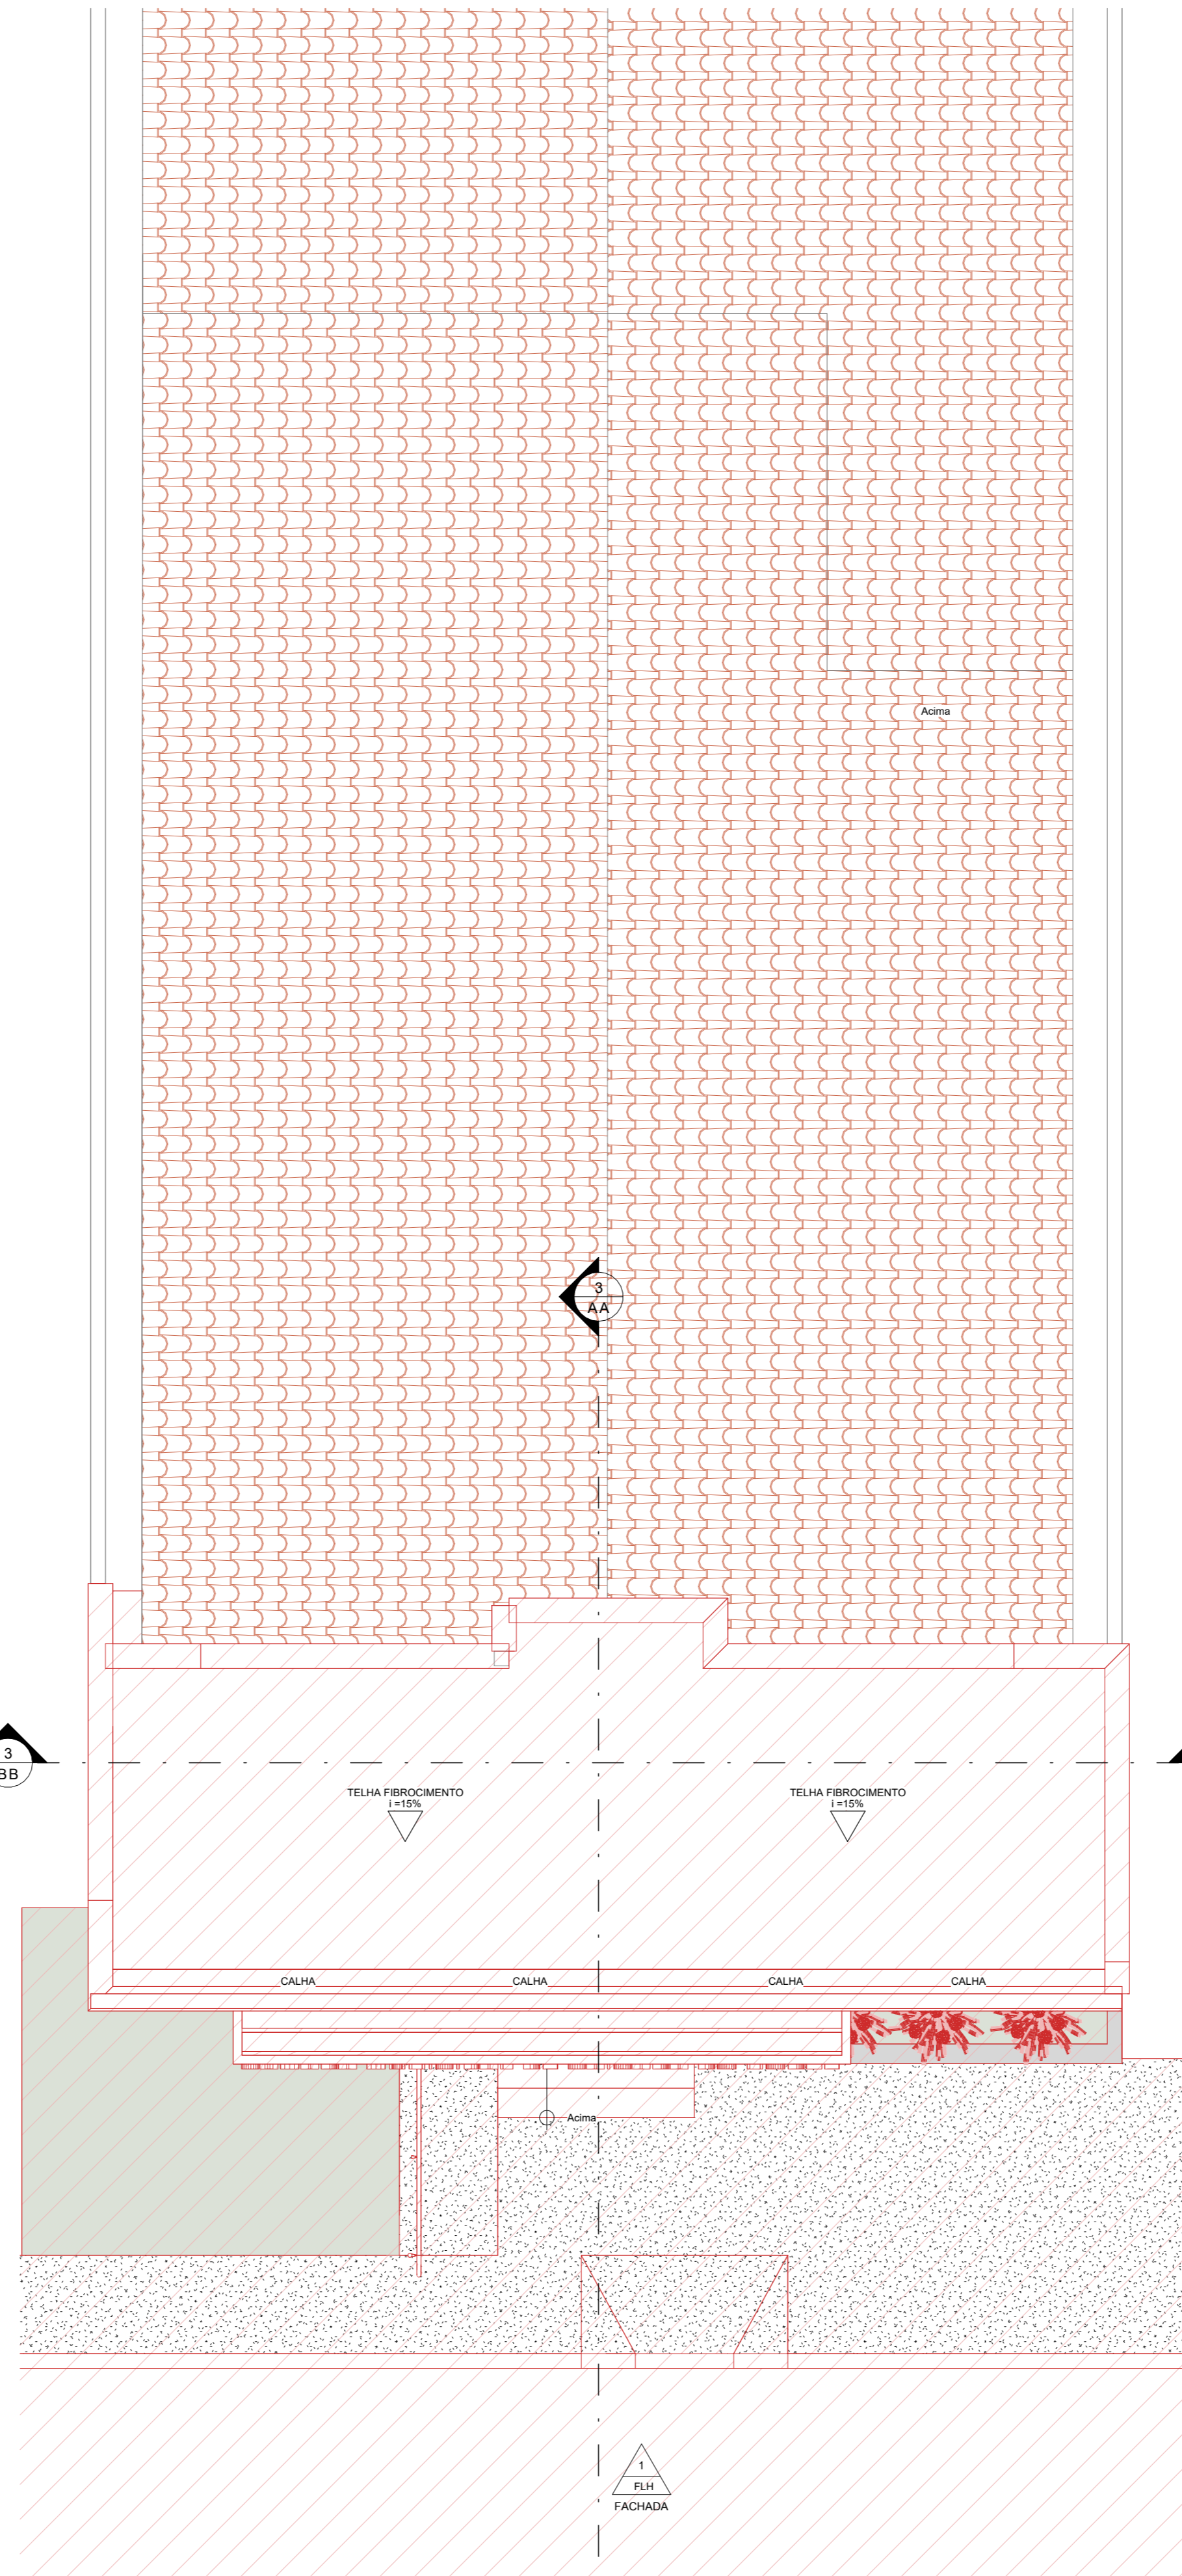 Acima
3
AA
3
BB
TELHA FIBROCIMENTO
i =15%
TELHA FIBROCIMENTO
i =15%
CALHA CALHA CALHA CALHA
Acima
1
FLH
FACHADA